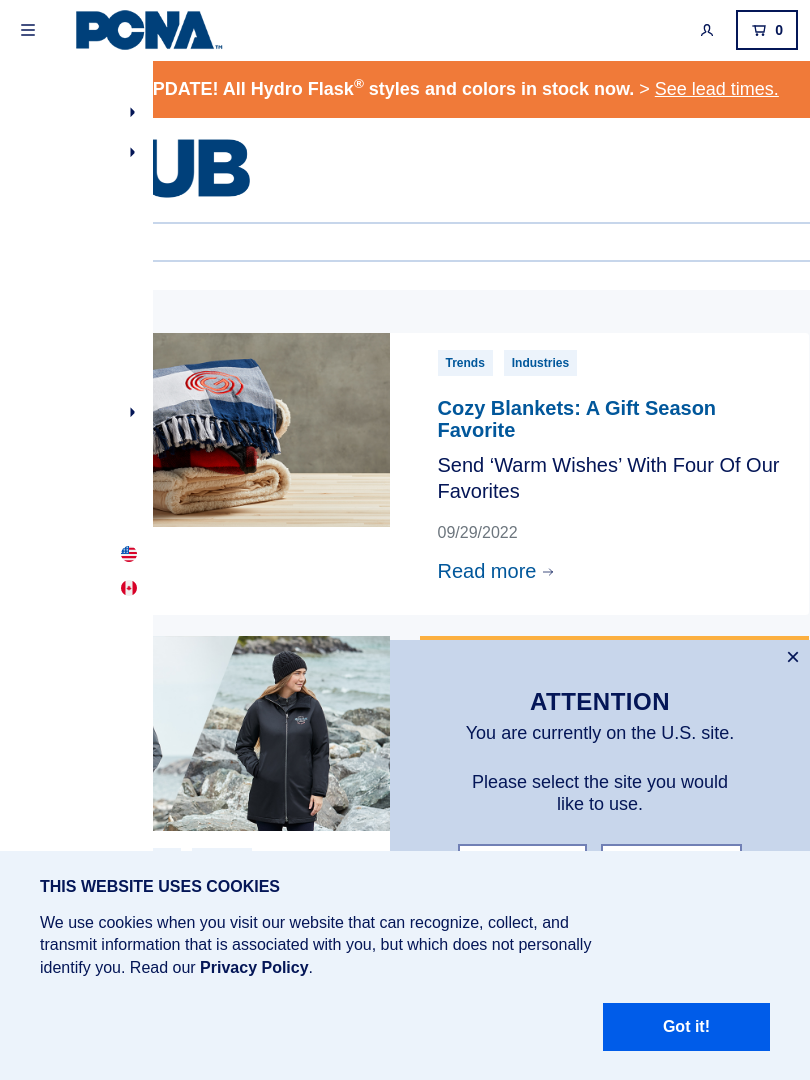 PCNA™
0
PDATE! All Hydro Flask® styles and colors in stock now. > See lead times.
UB
Trends
Industries
Cozy Blankets: A Gift Season
Favorite
Send ‘Warm Wishes’ With Four Of Our
Favorites
09/29/2022
Read more
ATTENTION
You are currently on the U.S. site.
Please select the site you would
like to use.
THIS WEBSITE USES COOKIES
We use cookies when you visit our website that can recognize, collect, and
transmit information that is associated with you, but which does not personally
identify you. Read our Privacy Policy.
Got it!